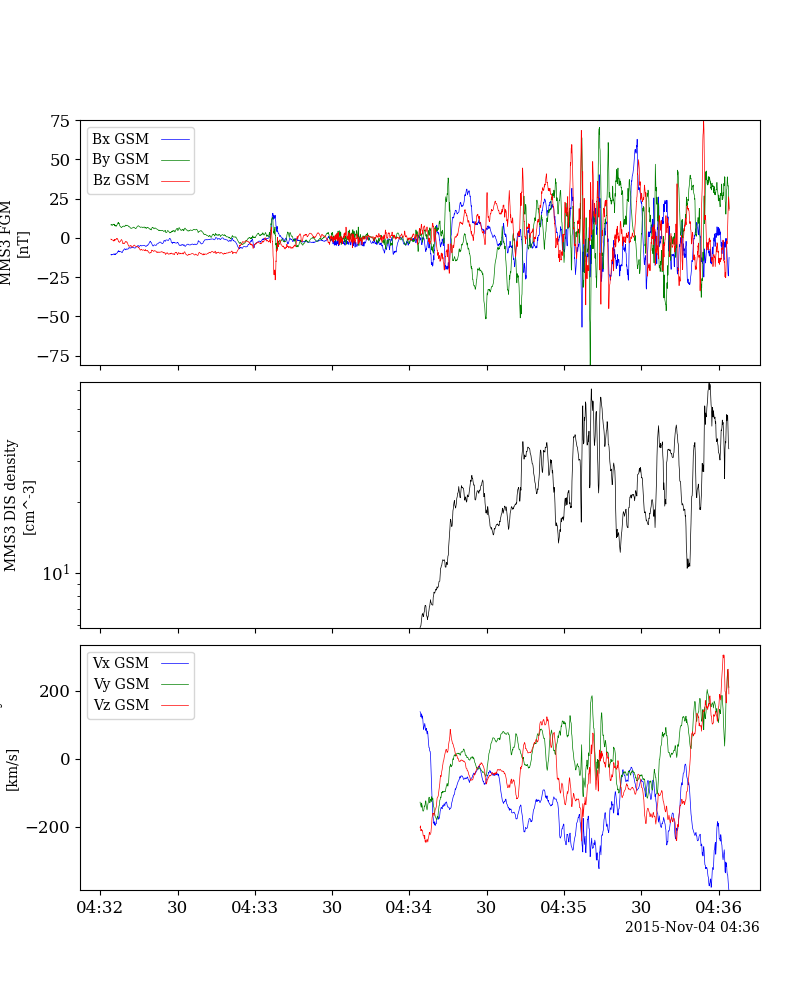 75
50
25
0
−25
−50
−75
MMS3 FGM
[nT]
Bx GSM
By GSM
Bz GSM
10^1
MMS3 DIS density
[cm^-3]
200
0
−200
[km/s]
Vx GSM
Vy GSM
Vz GSM
04:32 30 04:33 30 04:34 30 04:35 30 04:36
2015-Nov-04 04:36